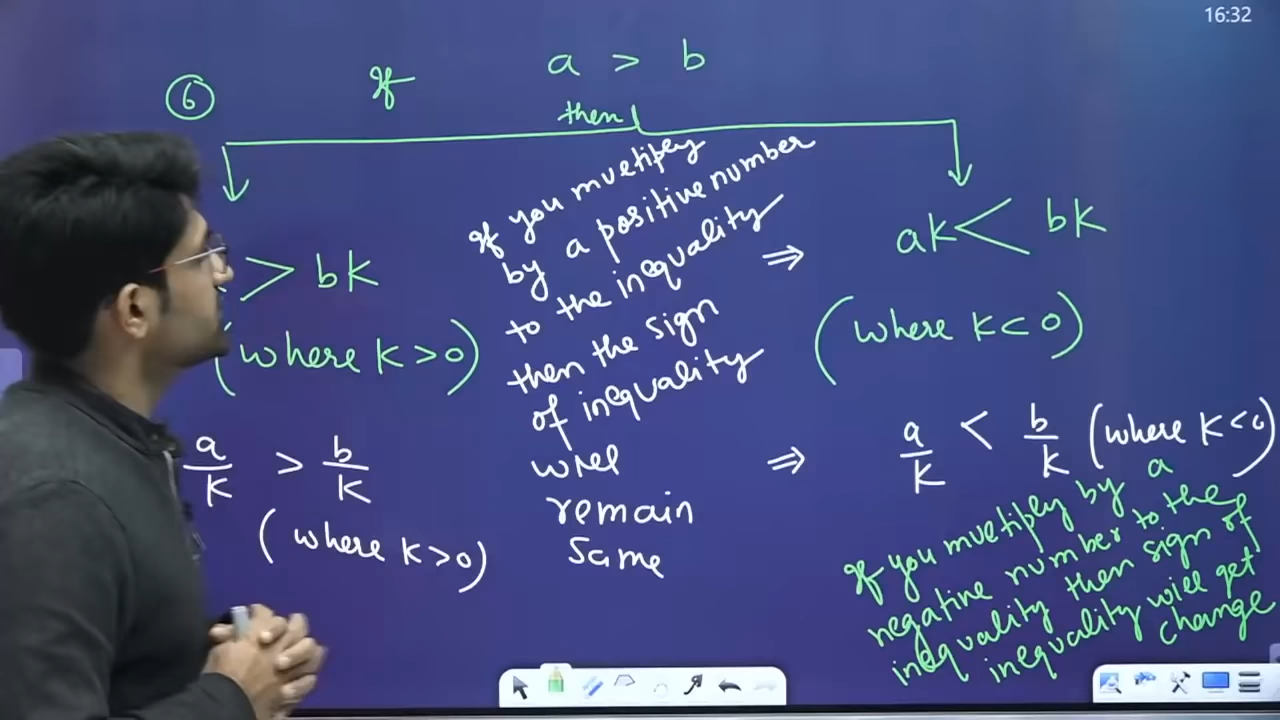 16:32
⑥ If a > b
then
> bk
(where k > 0)
a/k > b/k
(where k > 0)
If you multiply
by a positive number
to the inequality
then the sign
of inequality
will
remain
same
⇒ ak < bk
(where k < 0)
⇒ a/k < b/k (where k < 0)
If you multiply by a
negative number to the
inequality then sign of
inequality will get
change